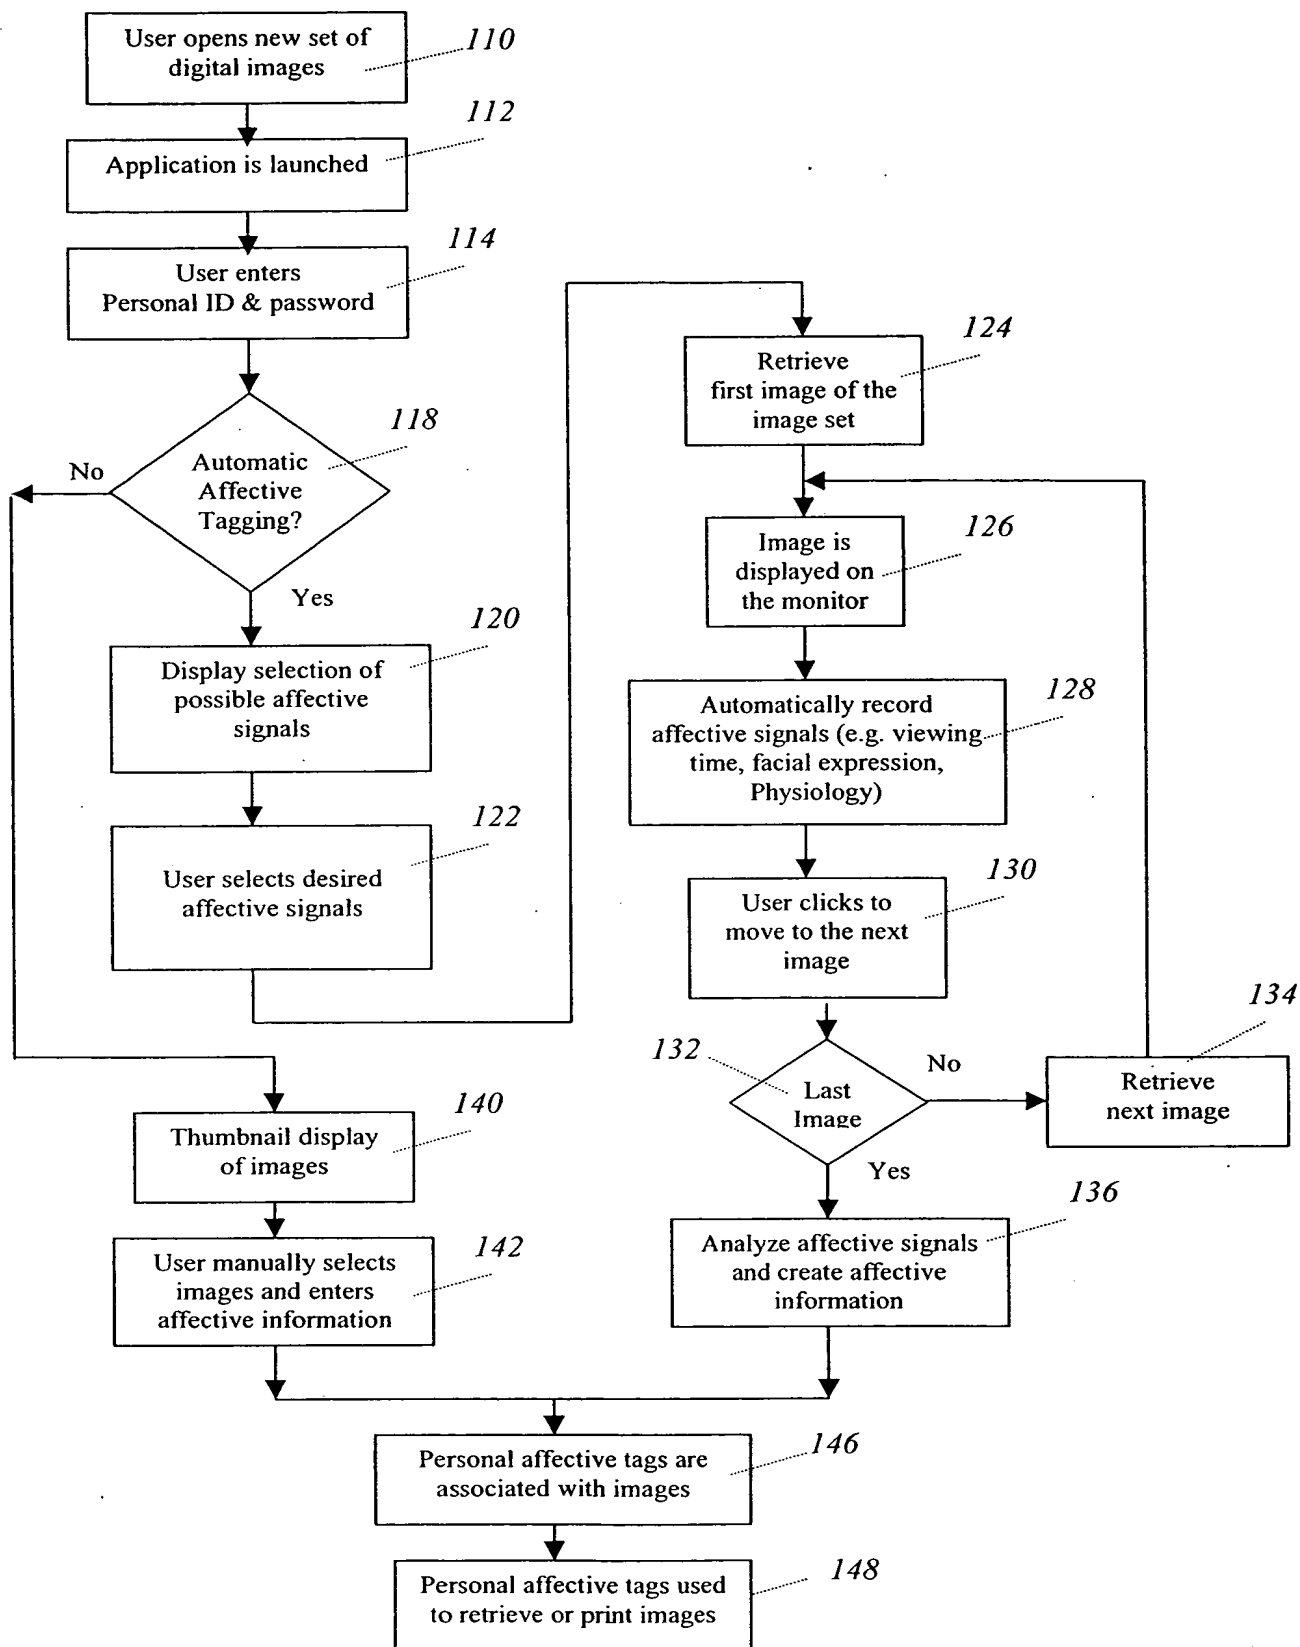 User opens new set of
digital images
110
112
Application is launched
114
User enters
Personal ID & password
118
Automatic
Affective
Tagging?
No
Yes
120
Display selection of
possible affective
signals
122
User selects desired
affective signals
124
Retrieve
first image of the
image set
126
Image is
displayed on
the monitor
128
Automatically record
affective signals (e.g. viewing
time, facial expression,
Physiology)
130
User clicks to
move to the next
image
132
Last
Image
No
Yes
134
Retrieve
next image
136
Analyze affective signals
and create affective
information
140
Thumbnail display
of images
142
User manually selects
images and enters
affective information
146
Personal affective tags are
associated with images
148
Personal affective tags used
to retrieve or print images